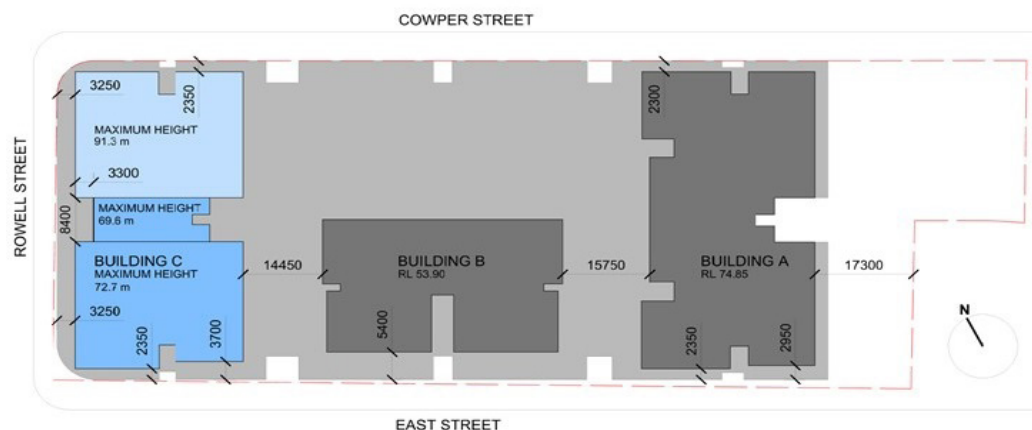 COWPER STREET
3250
2350
2300
MAXIMUM HEIGHT
91.3 m
3300
ROWELL STREET
8400
MAXIMUM HEIGHT
69.6 m
BUILDING C
MAXIMUM HEIGHT
72.7 m
14450
BUILDING B
RL 53.90
15750
BUILDING A
RL 74.85
17300
N
3250
2350
3700
5400
2350
2950
EAST STREET